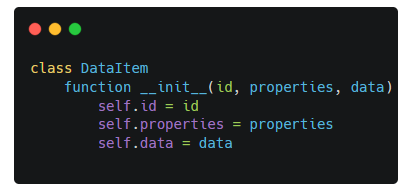 class DataItem
    function __init__(id, properties, data)
        self.id = id
        self.properties = properties
        self.data = data